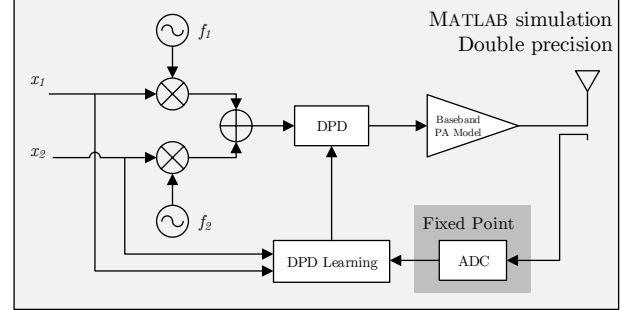 MATLAB simulation
Double precision
f1
x1
Baseband
PA Model
DPD
x2
f2
Fixed Point
DPD Learning
ADC